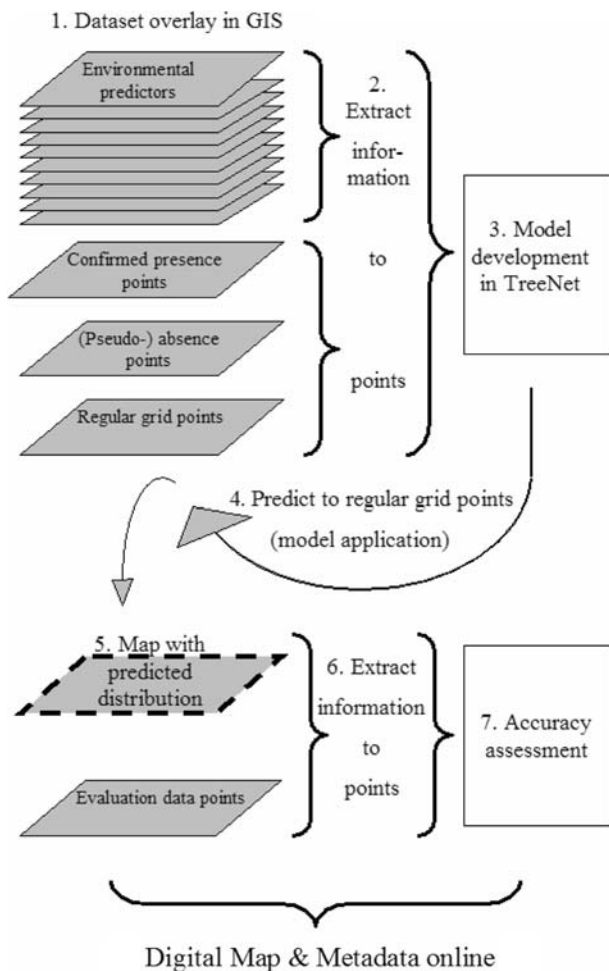 1. Dataset overlay in GIS
Environmental
predictors
2.
Extract
infor-
mation
Confirmed presence
points
to
3. Model
development
in TreeNet
(Pseudo-) absence
points
points
Regular grid points
4. Predict to regular grid points
(model application)
5. Map with
predicted
distribution
6. Extract
information
to
points
7. Accuracy
assessment
Evaluation data points
Digital Map & Metadata online